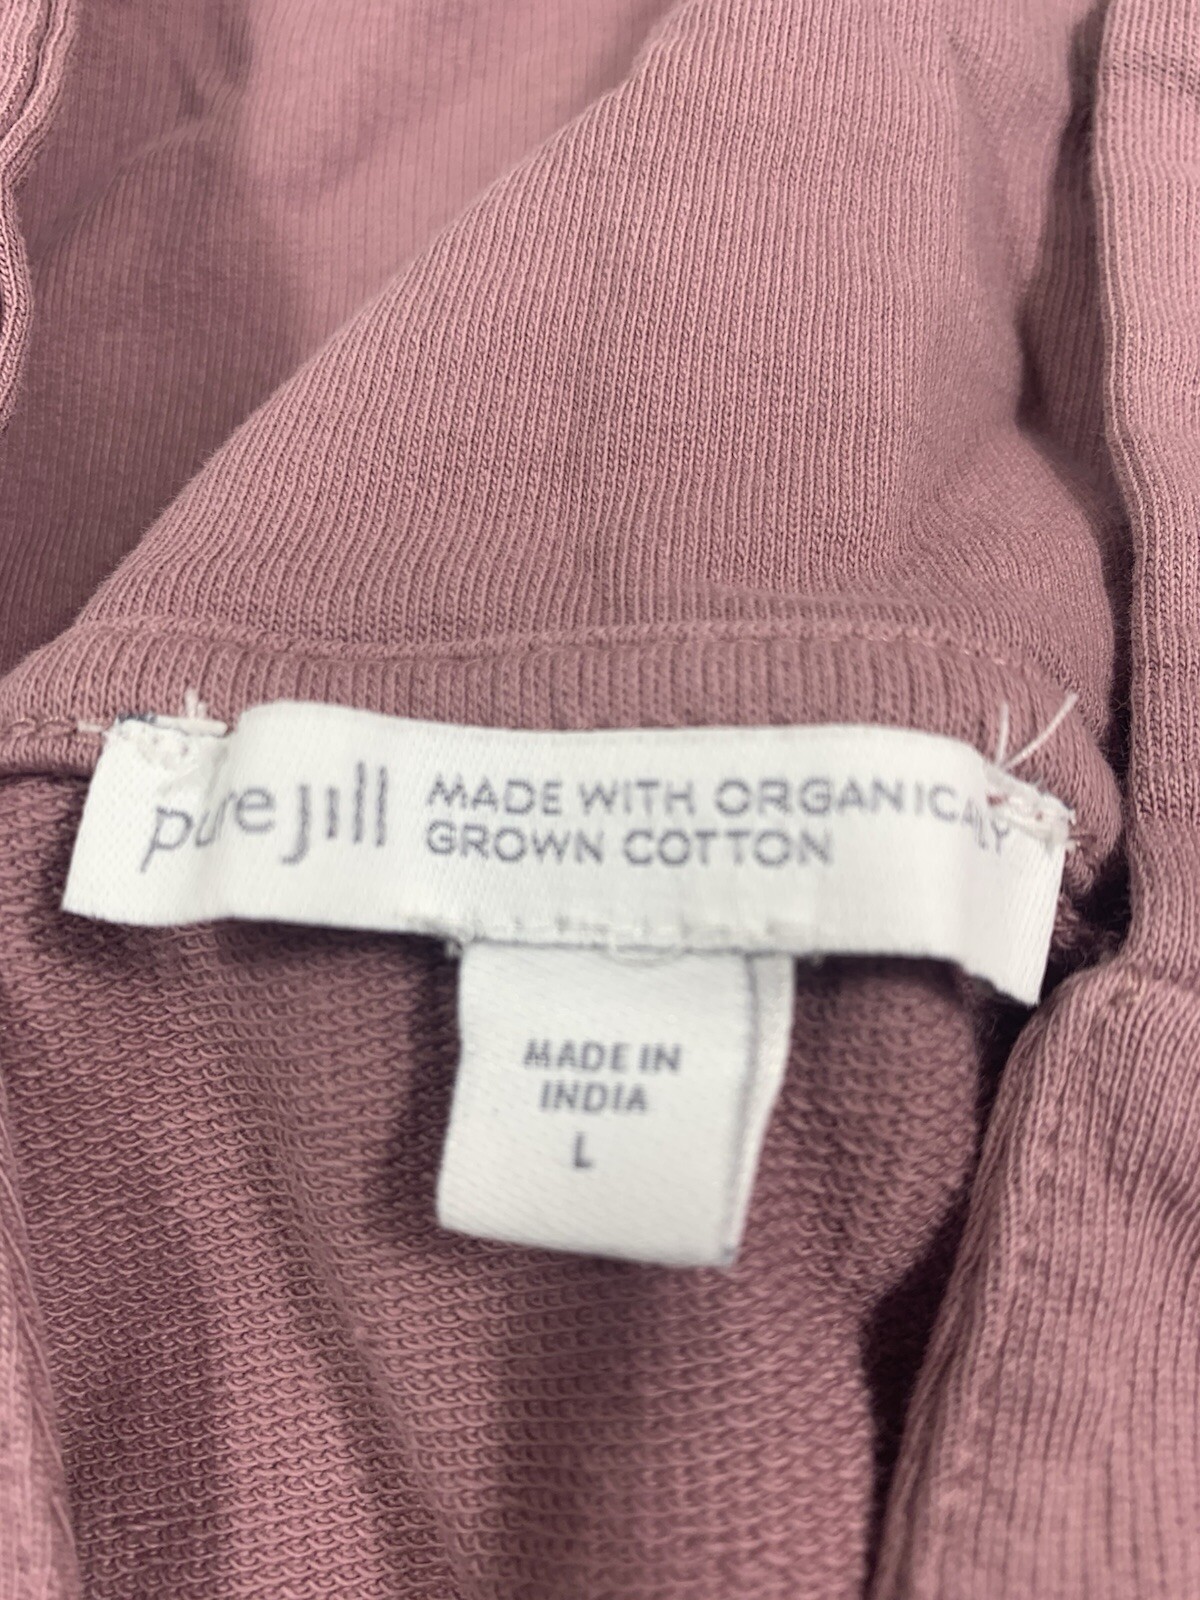 pure jill
MADE WITH ORGANICALLY
GROWN COTTON
MADE IN
INDIA
L